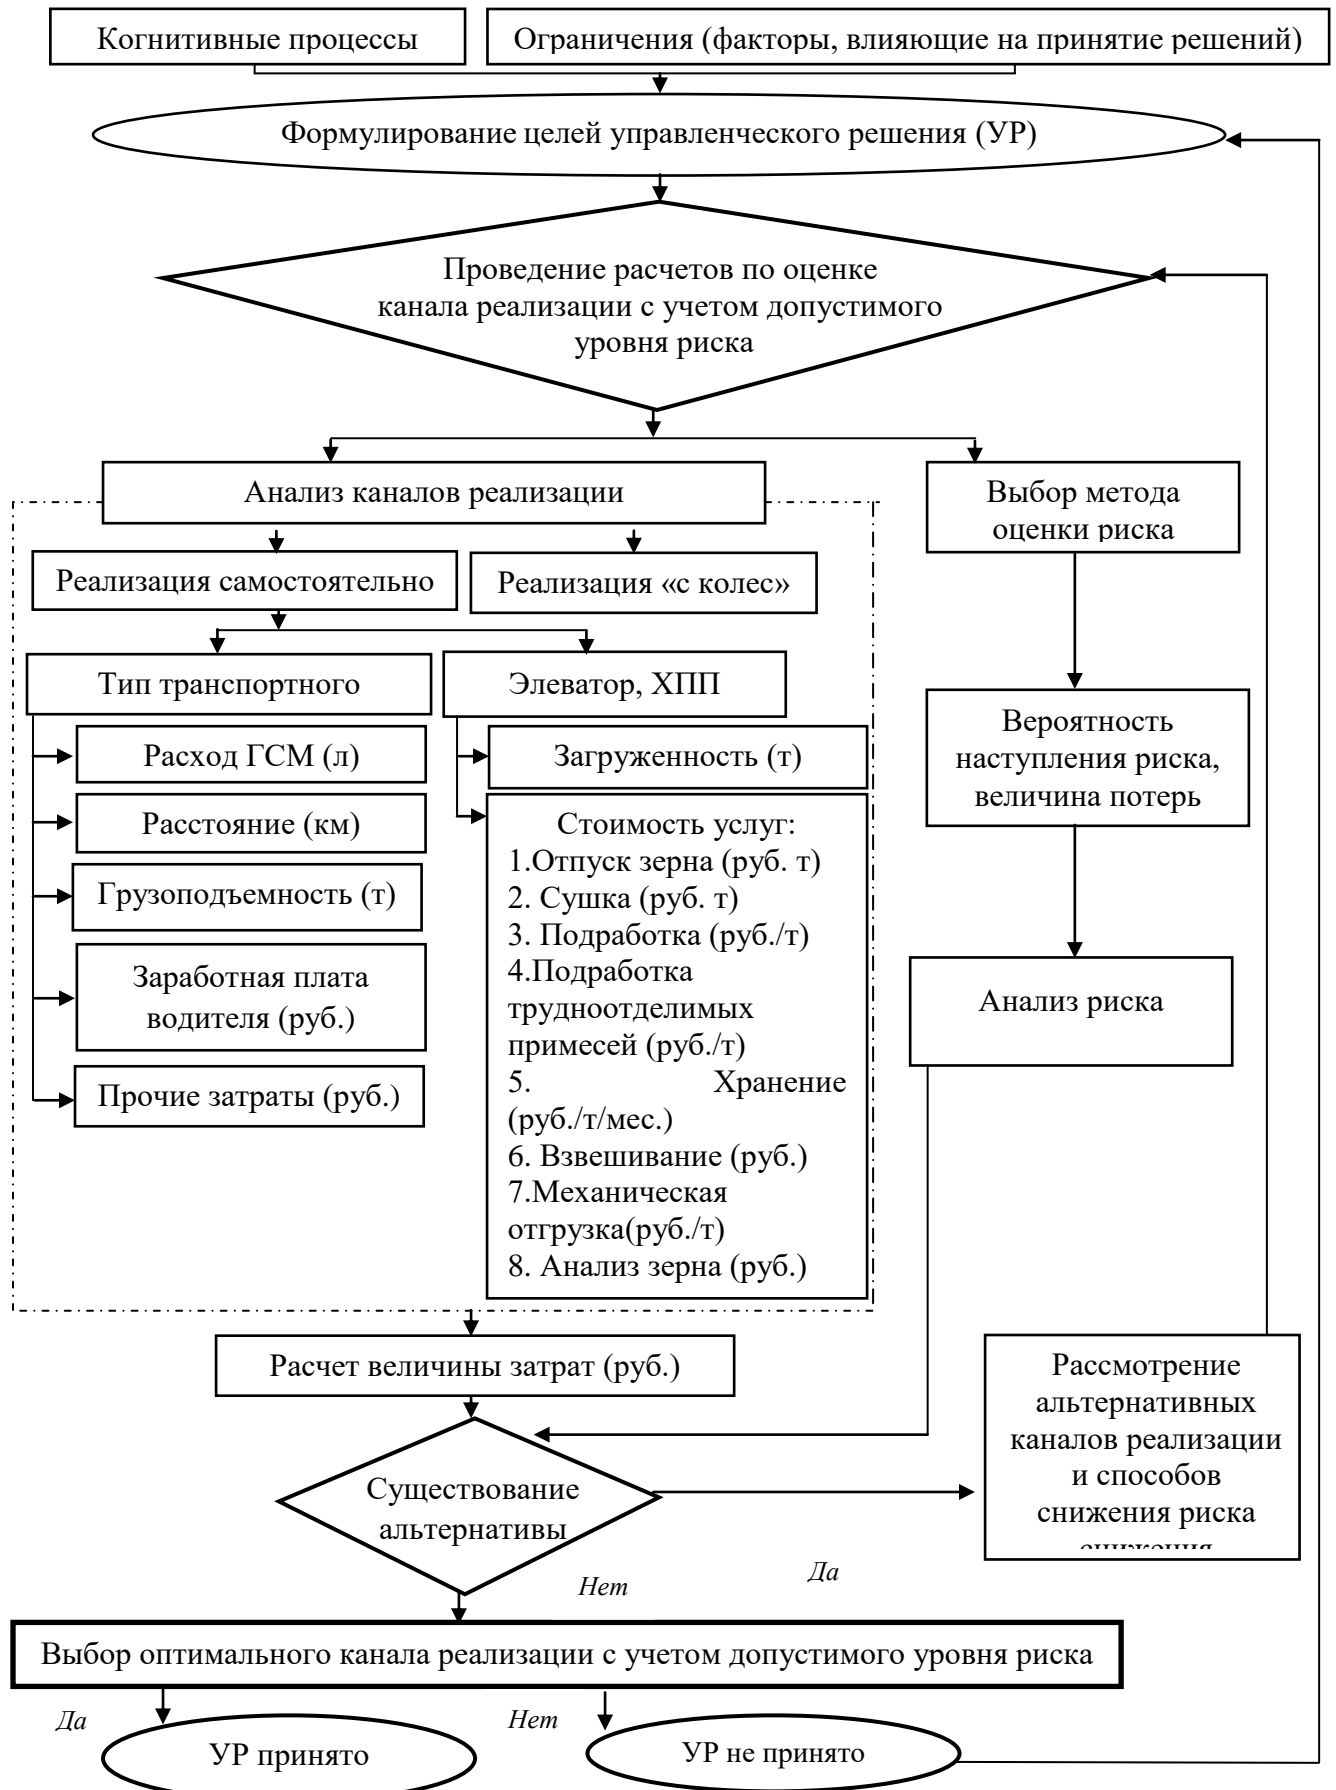 Когнитивные процессы
Ограничения (факторы, влияющие на принятие решений)
Формулирование целей управленческого решения (УР)
Проведение расчетов по оценке
канала реализации с учетом допустимого
уровня риска
Анализ каналов реализации
Выбор метода
оценки риска
Реализация самостоятельно
Реализация «с колес»
Тип транспортного
Элеватор, ХПП
Расход ГСМ (л)
Расстояние (км)
Грузоподъемность (т)
Заработная плата
водителя (руб.)
Прочие затраты (руб.)
Загруженность (т)
Стоимость услуг:
1.Отпуск зерна (руб. т)
2. Сушка (руб. т)
3. Подработка (руб./т)
4.Подработка
трудноотделимых
примесей (руб./т)
5. Хранение
(руб./т/мес.)
6. Взвешивание (руб.)
7.Механическая
отгрузка(руб./т)
8. Анализ зерна (руб.)
Вероятность
наступления риска,
величина потерь
Анализ риска
Расчет величины затрат (руб.)
Существование
альтернативы
Рассмотрение
альтернативных
каналов реализации
и способов
снижения риска
снижения
Нет
Да
Выбор оптимального канала реализации с учетом допустимого уровня риска
Да
Нет
УР принято
УР не принято